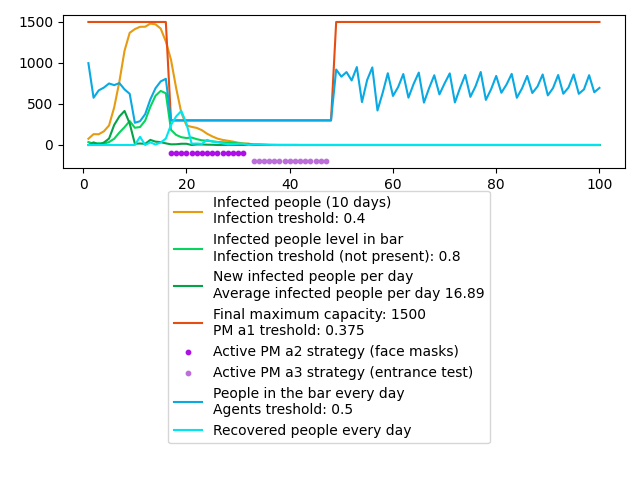 1500
1000
500
0
0
20
40
60
80
100
Infected people (10 days)
Infection treshold: 0.4
Infected people level in bar
Infection treshold (not present): 0.8
New infected people per day
Average infected people per day 16.89
Final maximum capacity: 1500
PM a1 treshold: 0.375
Active PM a2 strategy (face masks)
Active PM a3 strategy (entrance test)
People in the bar every day
Agents treshold: 0.5
Recovered people every day